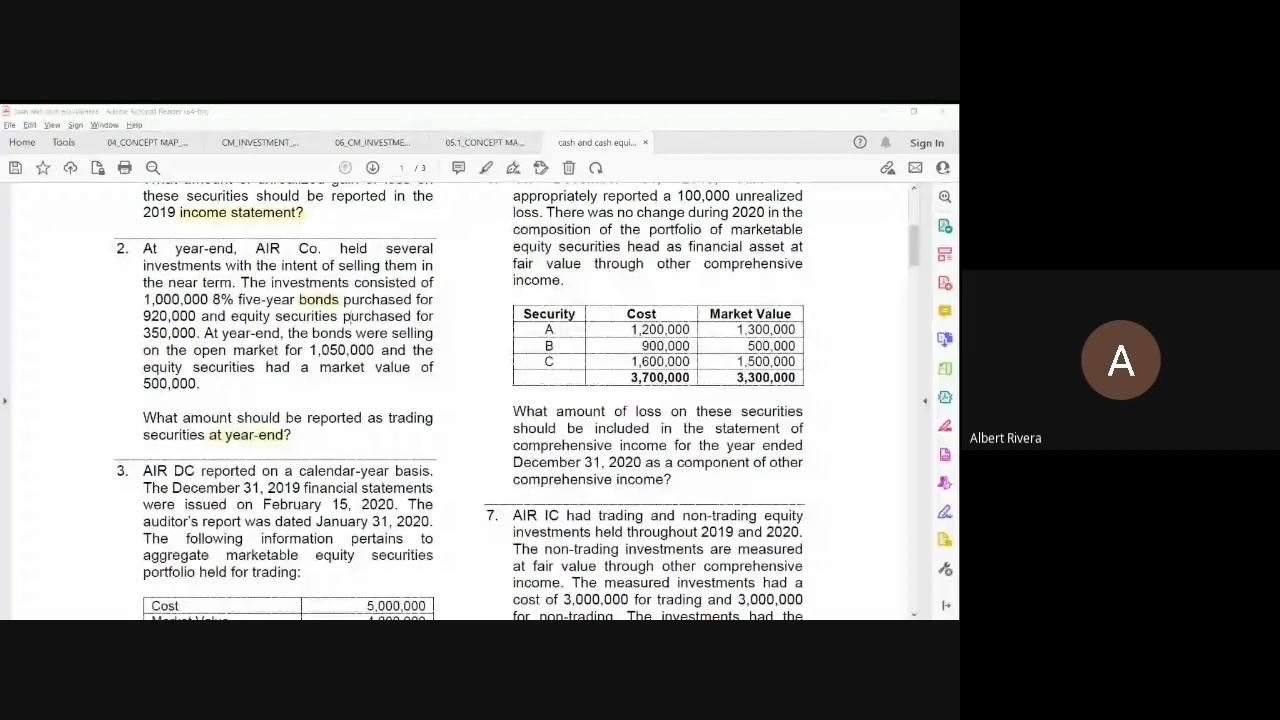 File Edit View Sign Window Help
Home Tools 04_CONCEPT MAP_... CM_INVESTMENT_... 06_CM_INVESTME... 05.1_CONCEPT MA... cash and cash equi... × Sign In
1 / 3
these securities should be reported in the
2019 income statement?
2. At year-end, AIR Co. held several
investments with the intent of selling them in
the near term. The investments consisted of
1,000,000 8% five-year bonds purchased for
920,000 and equity securities purchased for
350,000. At year-end, the bonds were selling
on the open market for 1,050,000 and the
equity securities had a market value of
500,000.
What amount should be reported as trading
securities at year-end?
3. AIR DC reported on a calendar-year basis.
The December 31, 2019 financial statements
were issued on February 15, 2020. The
auditor's report was dated January 31, 2020.
The following information pertains to
aggregate marketable equity securities
portfolio held for trading:
Cost 5,000,000
Market Value
appropriately reported a 100,000 unrealized
loss. There was no change during 2020 in the
composition of the portfolio of marketable
equity securities head as financial asset at
fair value through other comprehensive
income.
Security Cost Market Value
A 1,200,000 1,300,000
B 900,000 500,000
C 1,600,000 1,500,000
3,700,000 3,300,000
What amount of loss on these securities
should be included in the statement of
comprehensive income for the year ended
December 31, 2020 as a component of other
comprehensive income?
7. AIR IC had trading and non-trading equity
investments held throughout 2019 and 2020.
The non-trading investments are measured
at fair value through other comprehensive
income. The measured investments had a
cost of 3,000,000 for trading and 3,000,000
for non-trading. The investments had the
A
Albert Rivera